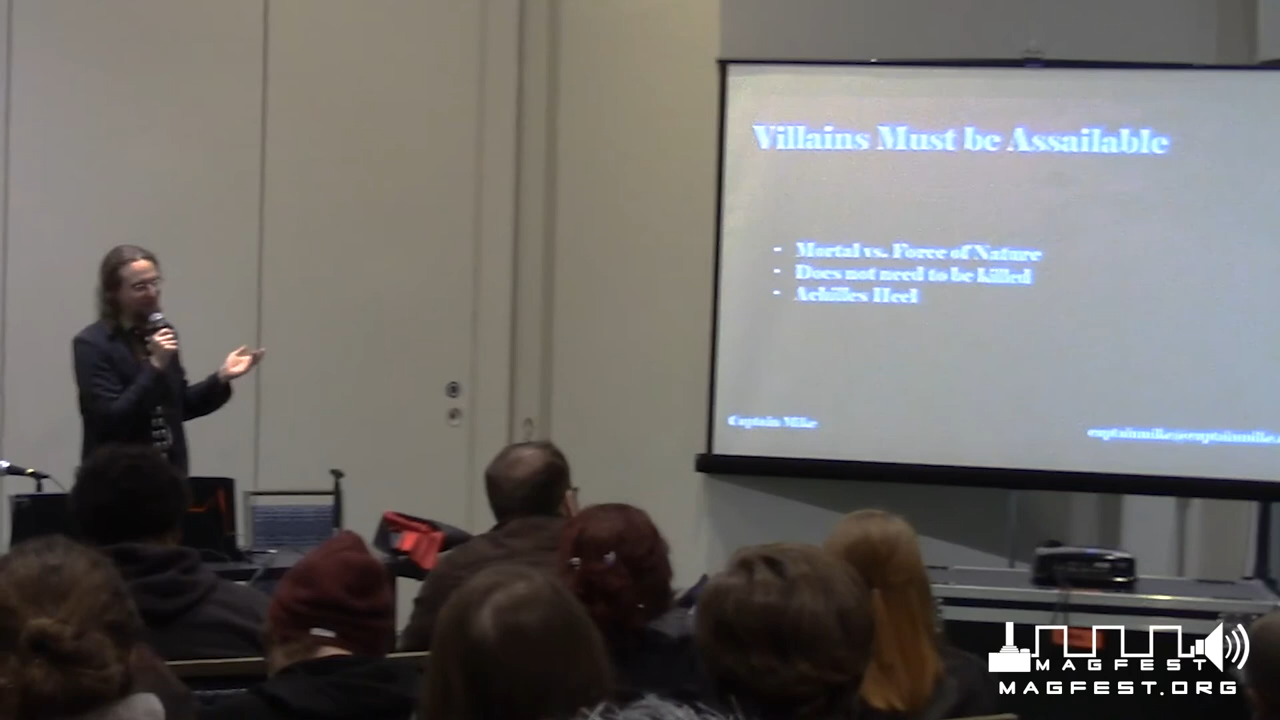 Villains Must be Assailable
· Mortal vs. Force of Nature
· Does not need to be killed
· Achilles Heel
Captain Mike
MAGFEST
MAGFEST.ORG